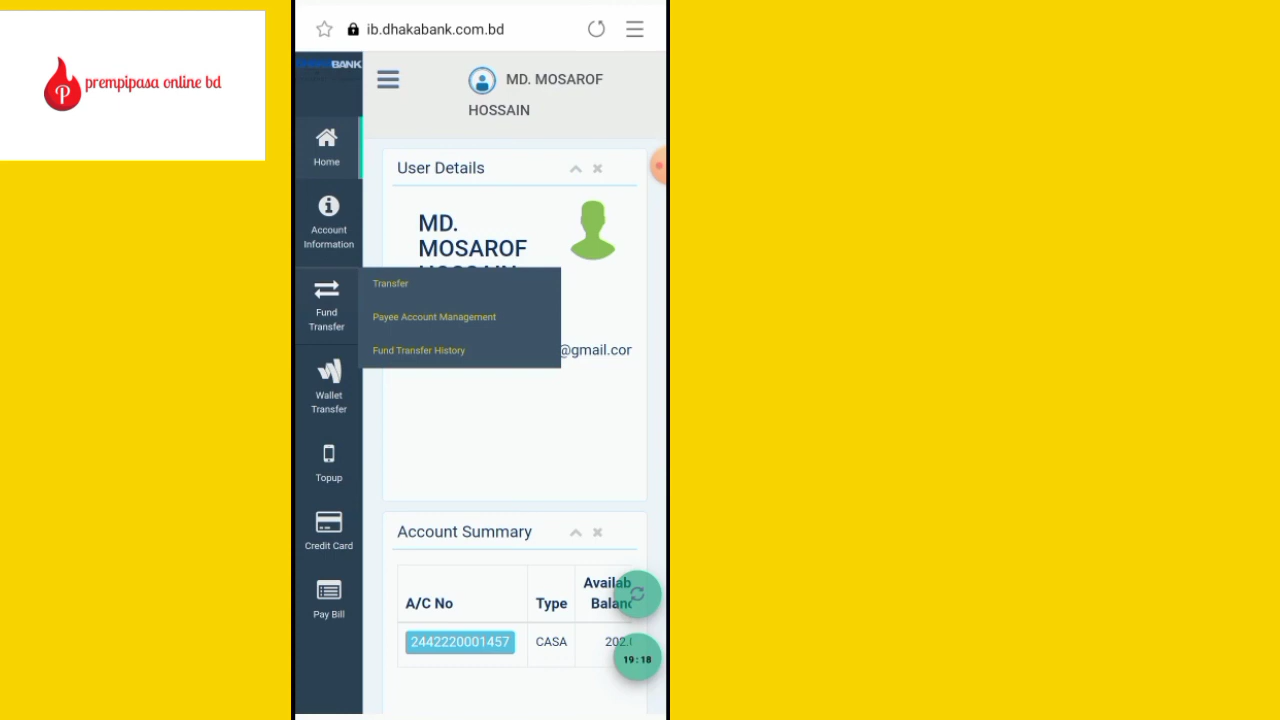 prempipasa online bd
ib.dhakabank.com.bd
BANK
MD. MOSAROF
HOSSAIN
Home
User Details
Account
Information
MD.
MOSAROF
Fund
Transfer
Transfer
Payee Account Management
Fund Transfer History
@gmail.cor
Wallet
Transfer
Topup
Credit Card
Pay Bill
Account Summary
A/C No
Type
Availab
Balanc
2442220001457
CASA
202.
19:18